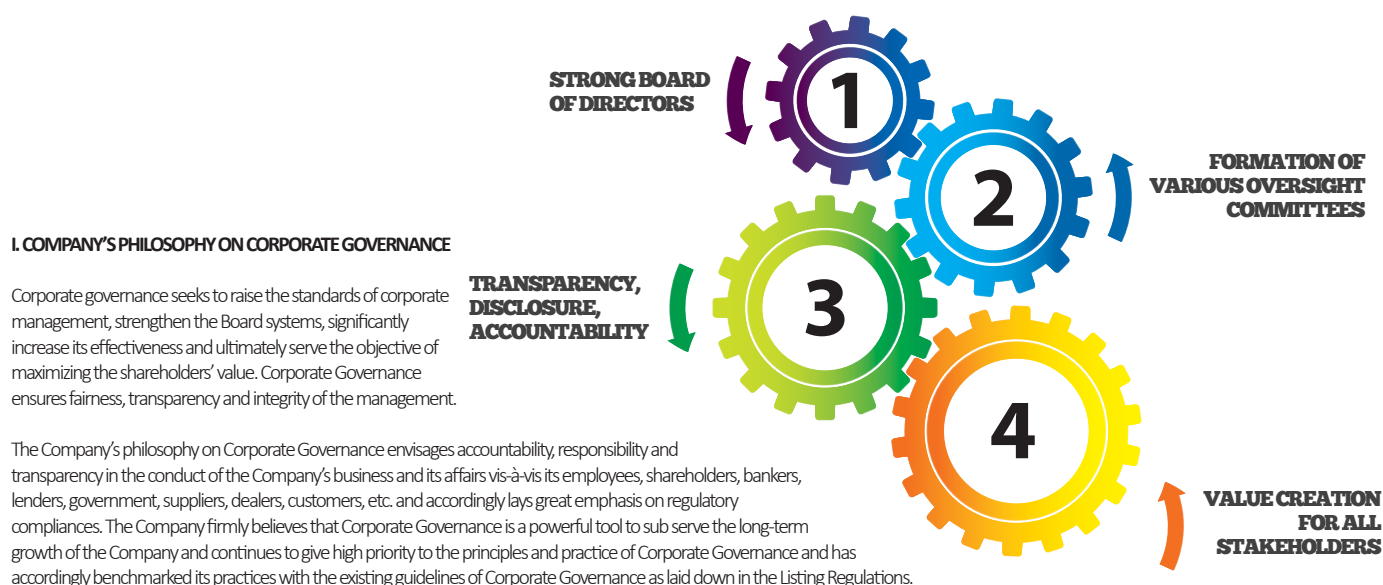 STRONG BOARD
OF DIRECTORS
1
2
FORMATION OF
VARIOUS OVERSIGHT
COMMITTEES
I. COMPANY'S PHILOSOPHY ON CORPORATE GOVERNANCE
Corporate governance seeks to raise the standards of corporate
management, strengthen the Board systems, significantly
increase its effectiveness and ultimately serve the objective of
maximizing the shareholders' value. Corporate Governance
ensures fairness, transparency and integrity of the management.
TRANSPARENCY,
DISCLOSURE,
ACCOUNTABILITY
3
4
VALUE CREATION
FOR ALL
STAKEHOLDERS
The Company's philosophy on Corporate Governance envisages accountability, responsibility and
transparency in the conduct of the Company's business and its affairs vis-à-vis its employees, shareholders, bankers,
lenders, government, suppliers, dealers, customers, etc. and accordingly lays great emphasis on regulatory
compliances. The Company firmly believes that Corporate Governance is a powerful tool to sub serve the long-term
growth of the Company and continues to give high priority to the principles and practice of Corporate Governance and has
accordingly benchmarked its practices with the existing guidelines of Corporate Governance as laid down in the Listing Regulations.